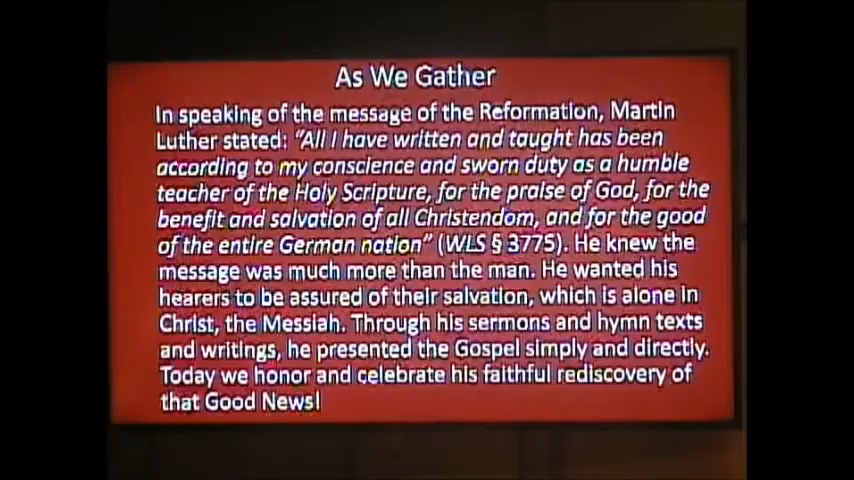 As We Gather
In speaking of the message of the Reformation, Martin
Luther stated: "All I have written and taught has been
according to my conscience and sworn duty as a humble
teacher of the Holy Scripture, for the praise of God, for the
benefit and salvation of all Christendom, and for the good
of the entire German nation" (WLS § 3775). He knew the
message was much more than the man. He wanted his
hearers to be assured of their salvation, which is alone in
Christ, the Messiah. Through his sermons and hymn texts
and writings, he presented the Gospel simply and directly.
Today we honor and celebrate his faithful rediscovery of
that Good News!